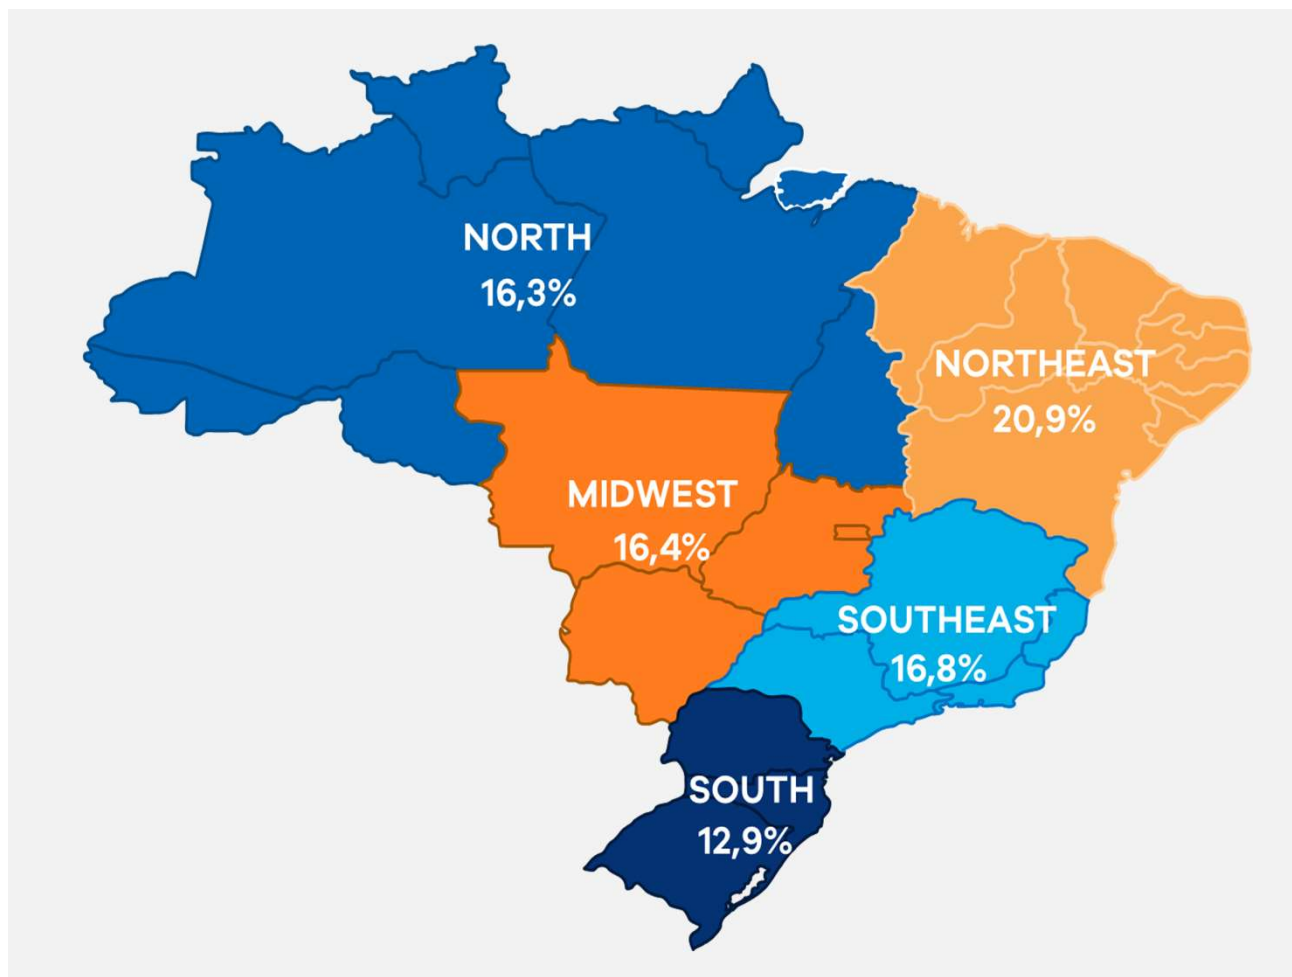 NORTH
16,3%
NORTHEAST
20,9%
MIDWEST
16,4%
SOUTHEAST
16,8%
SOUTH
12,9%